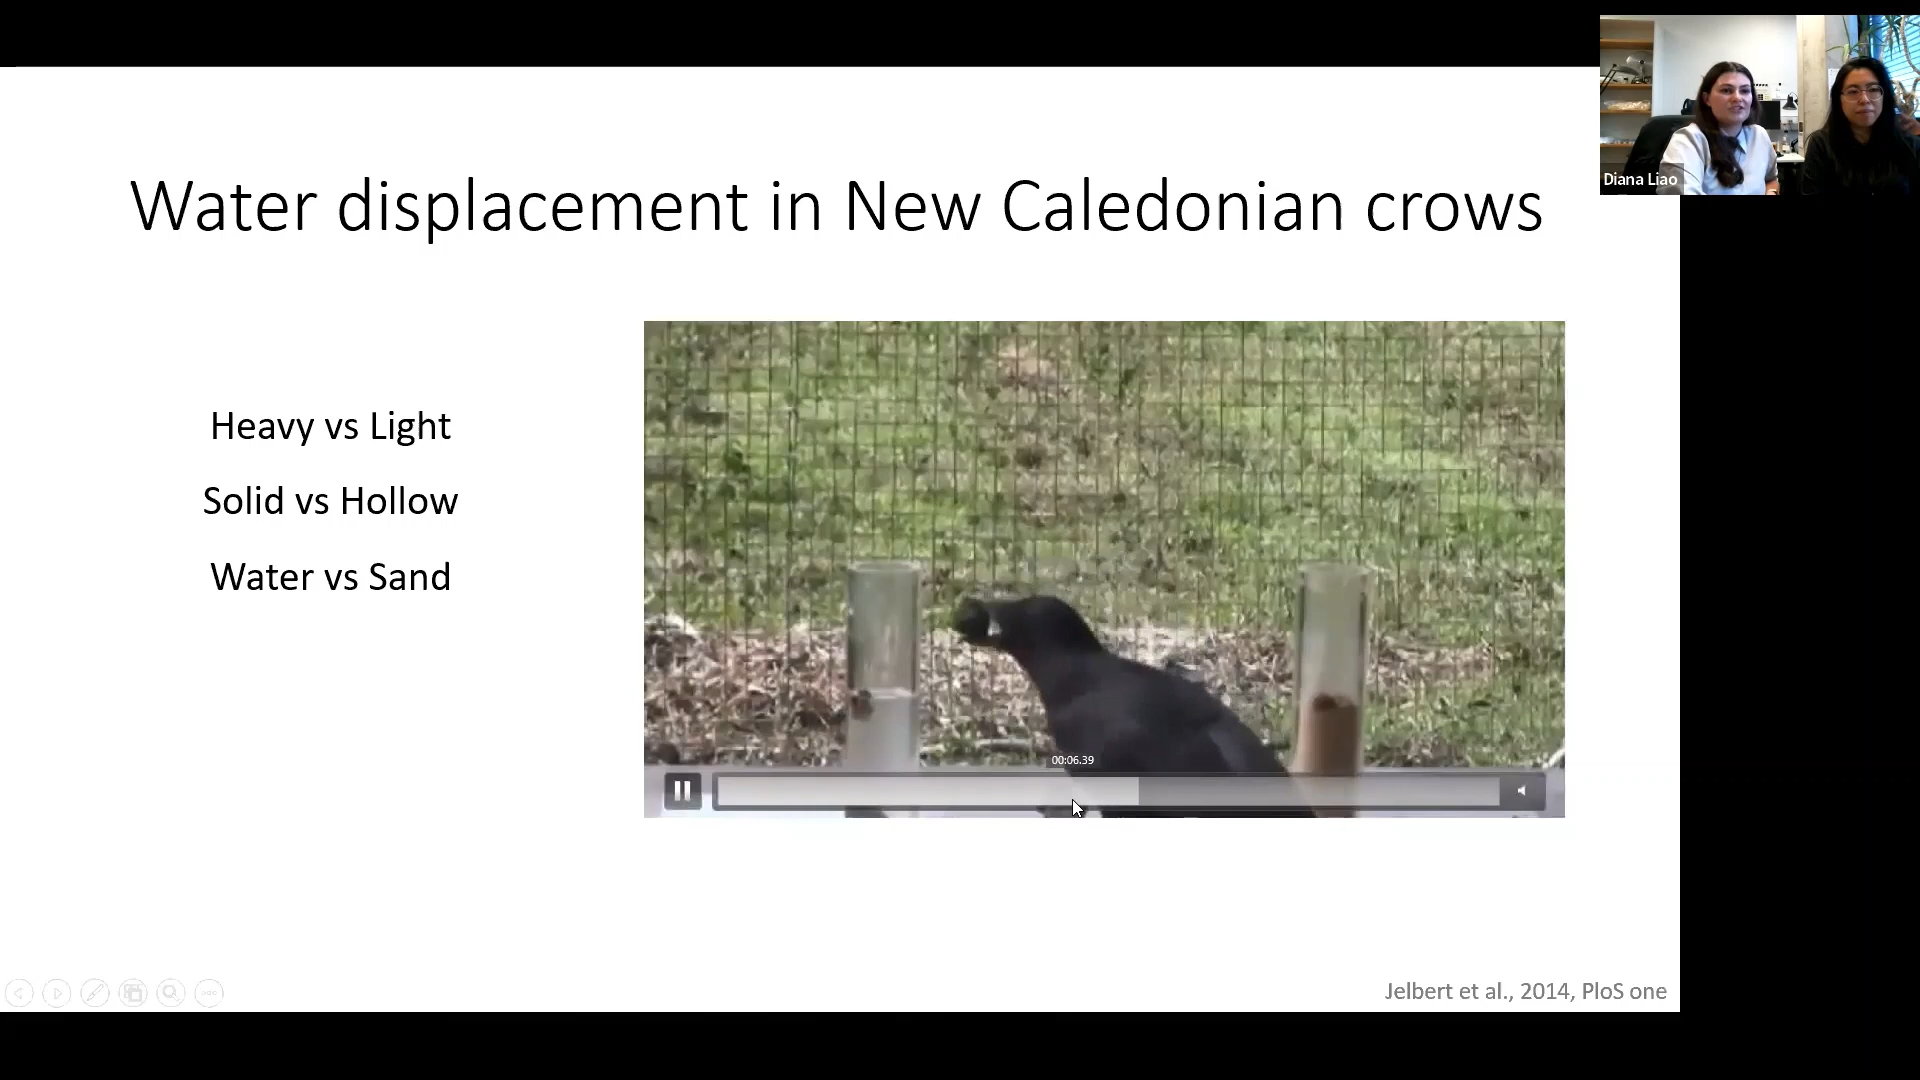 Diana Liao
Water displacement in New Caledonian crows
Heavy vs Light
Solid vs Hollow
Water vs Sand
00:06.39
Jelbert et al., 2014, PloS one